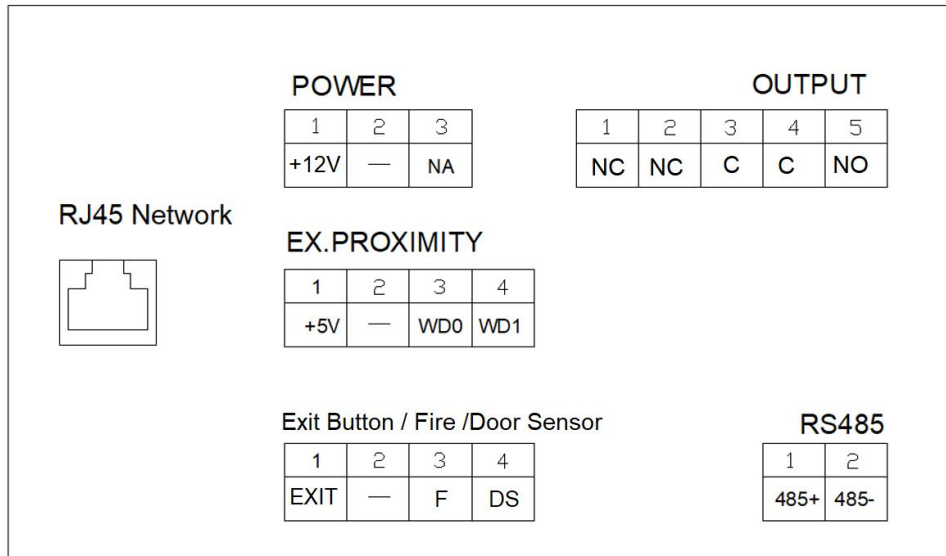 POWER
1 2 3
+12V — NA
OUTPUT
1 2 3 4 5
NC NC C C NO
RJ45 Network
EX.PROXIMITY
1 2 3 4
+5V — WD0 WD1
Exit Button / Fire /Door Sensor
1 2 3 4
EXIT — F DS
RS485
1 2
485+ 485-